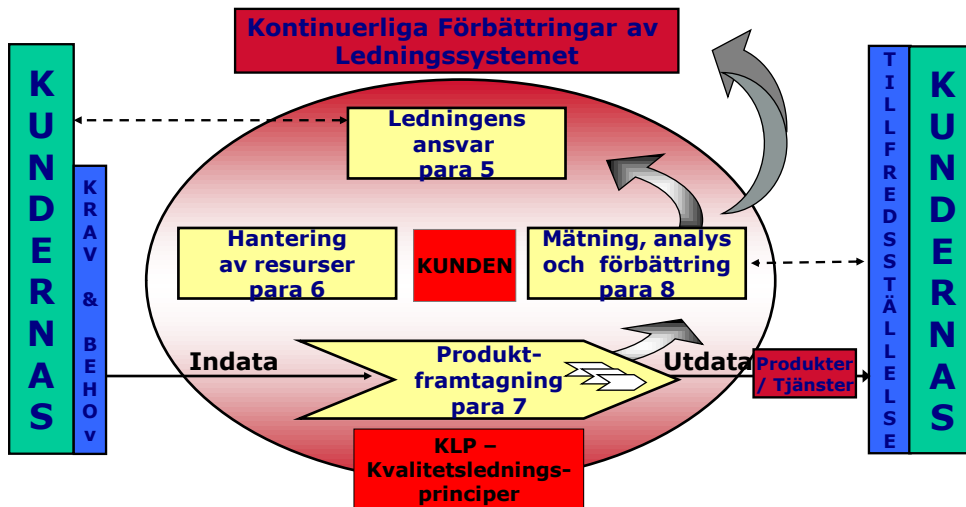 Kontinuerliga Förbättringar av
Ledningssystemet
KUNDERNAS
KRAV & BEHOv
Ledningens
ansvar
para 5
Hantering
av resurser
para 6
KUNDEN
Mätning, analys
och förbättring
para 8
Indata
Produkt-
framtagning
para 7
Utdata
Produkter
/ Tjänster
KLP –
Kvalitetslednings-
principer
TILLFREDSSTÄLLELSE
KUNDERNAS